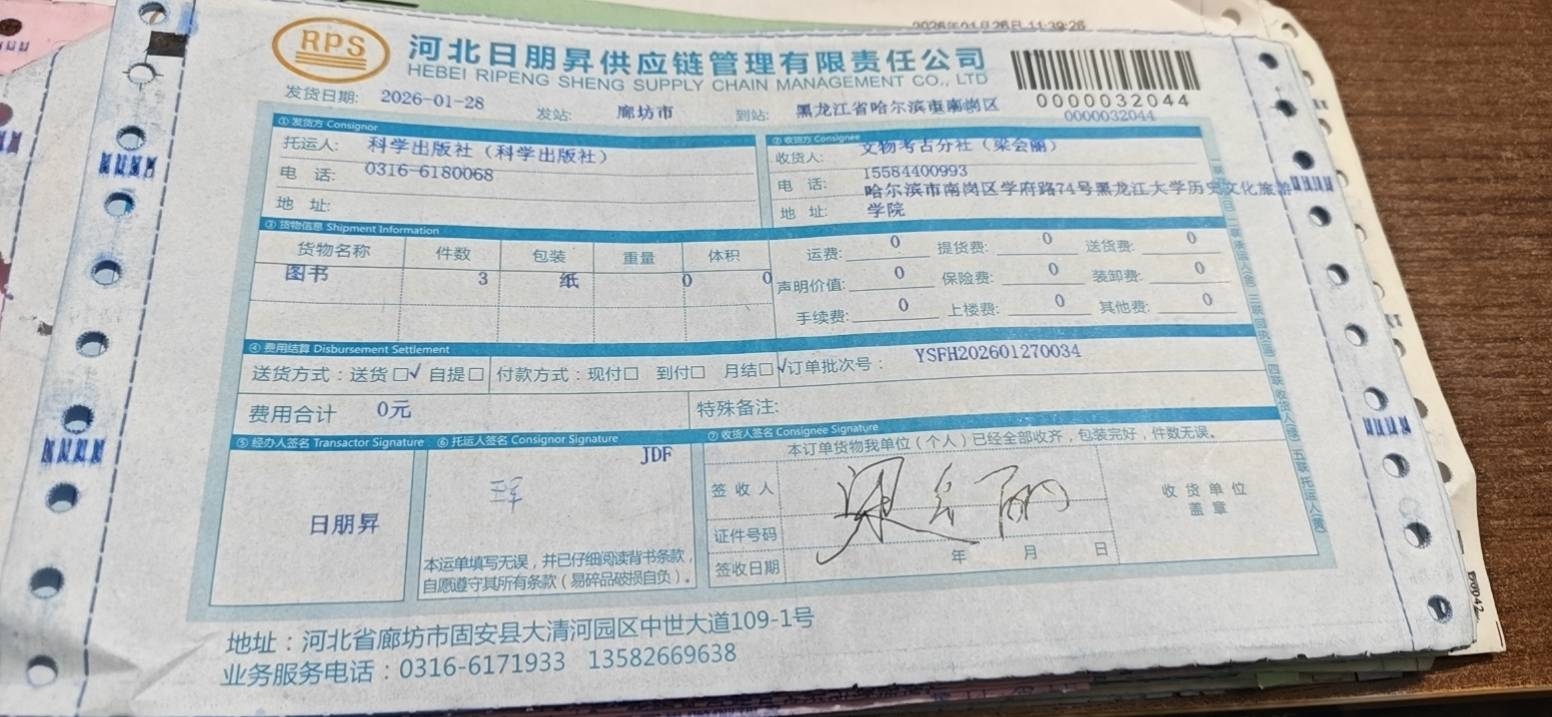 2026年01月26日 11:39:26
RPS
河北日朋昇供应链管理有限责任公司
HEBEI RIPENG SHENG SUPPLY CHAIN MANAGEMENT CO., LTD
0000032044
0000032044
发货日期: 2026-01-28 发站: 廊坊市 到站: 黑龙江省哈尔滨市南岗区
① 发货方 Consignor
托运人: 科学出版社（科学出版社）
电 话: 0316-6180068
地 址:
② 收货方 Consignee
收货人: 文物考古分社（梁会丽）
电 话: 15584400993
地 址: 哈尔滨市南岗区学府路74号黑龙江大学历史文化旅游
学院
③ 货物信息 Shipment Information
货物名称 件数 包装 重量 体积
图书 3 纸 0 0
运费: 0 提货费: 0 送货费: 0
声明价值: 0 保险费: 0 装卸费: 0
手续费: 0 上楼费: 0 其他费: 0
④ 费用结算 Disbursement Settlement
送货方式：送货□√ 自提□ 付款方式：现付□ 到付□ 月结□√ 订单批次号： YSFH202601270034
费用合计 0元 特殊备注:
⑤ 经办人签名 Transactor Signature
日朋昇
⑥ 托运人签名 Consignor Signature
JDF
本运单填写无误，并已仔细阅读背书条款，
自愿遵守其所有条款（易碎品破损自负）。
⑦ 收货人签名 Consignee Signature
本订单货物我单位（个人）已经全部收齐，包装完好，件数无误。
签收人 梁会丽
证件号码
签收日期 年 月 日
收货单位
盖章
地址：河北省廊坊市固安县大清河园区中世大道109-1号
业务服务电话：0316-6171933 13582669638